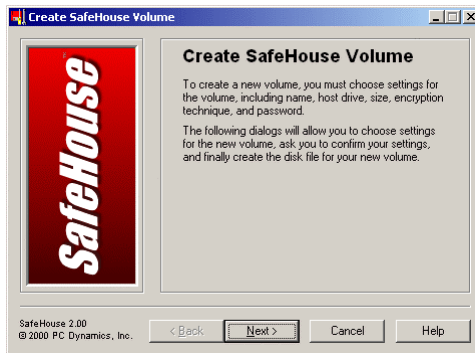 Create SafeHouse Volume
SafeHouse
Create SafeHouse Volume
To create a new volume, you must choose settings for
the volume, including name, host drive, size, encryption
technique, and password.
The following dialogs will allow you to choose settings
for the new volume, ask you to confirm your settings,
and finally create the disk file for your new volume.
SafeHouse 2.00
© 2000 PC Dynamics, Inc.
< Back
Next >
Cancel
Help